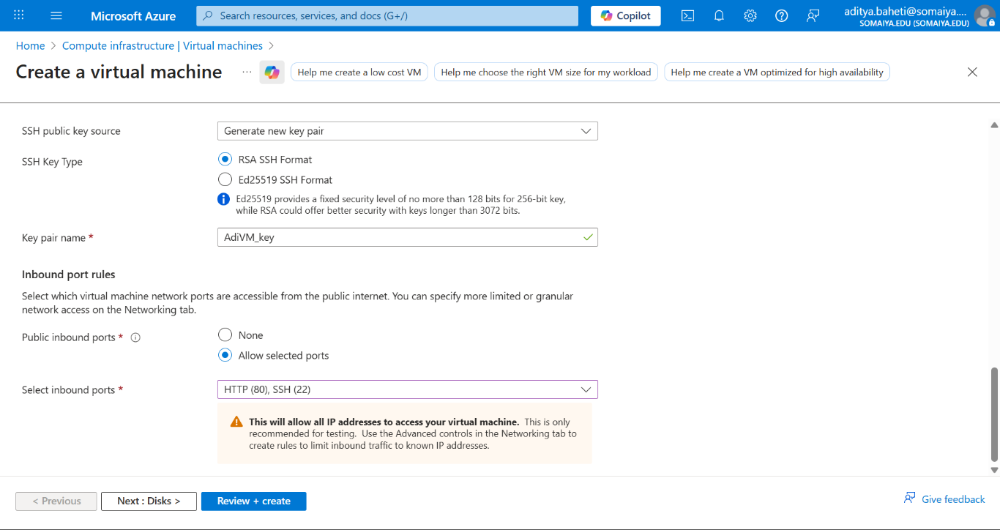 Microsoft Azure
Search resources, services, and docs (G+/)
Copilot
aditya.baheti@somaiya....
SOMAIYA.EDU (SOMAIYA.EDU)
Home > Compute infrastructure | Virtual machines >
Create a virtual machine ...
Help me create a low cost VM
Help me choose the right VM size for my workload
Help me create a VM optimized for high availability
SSH public key source
Generate new key pair
SSH Key Type
RSA SSH Format
Ed25519 SSH Format
Ed25519 provides a fixed security level of no more than 128 bits for 256-bit key,
while RSA could offer better security with keys longer than 3072 bits.
Key pair name *
AdiVM_key
Inbound port rules
Select which virtual machine network ports are accessible from the public internet. You can specify more limited or granular
network access on the Networking tab.
Public inbound ports *
None
Allow selected ports
Select inbound ports *
HTTP (80), SSH (22)
This will allow all IP addresses to access your virtual machine. This is only
recommended for testing. Use the Advanced controls in the Networking tab to
create rules to limit inbound traffic to known IP addresses.
< Previous
Next : Disks >
Review + create
Give feedback